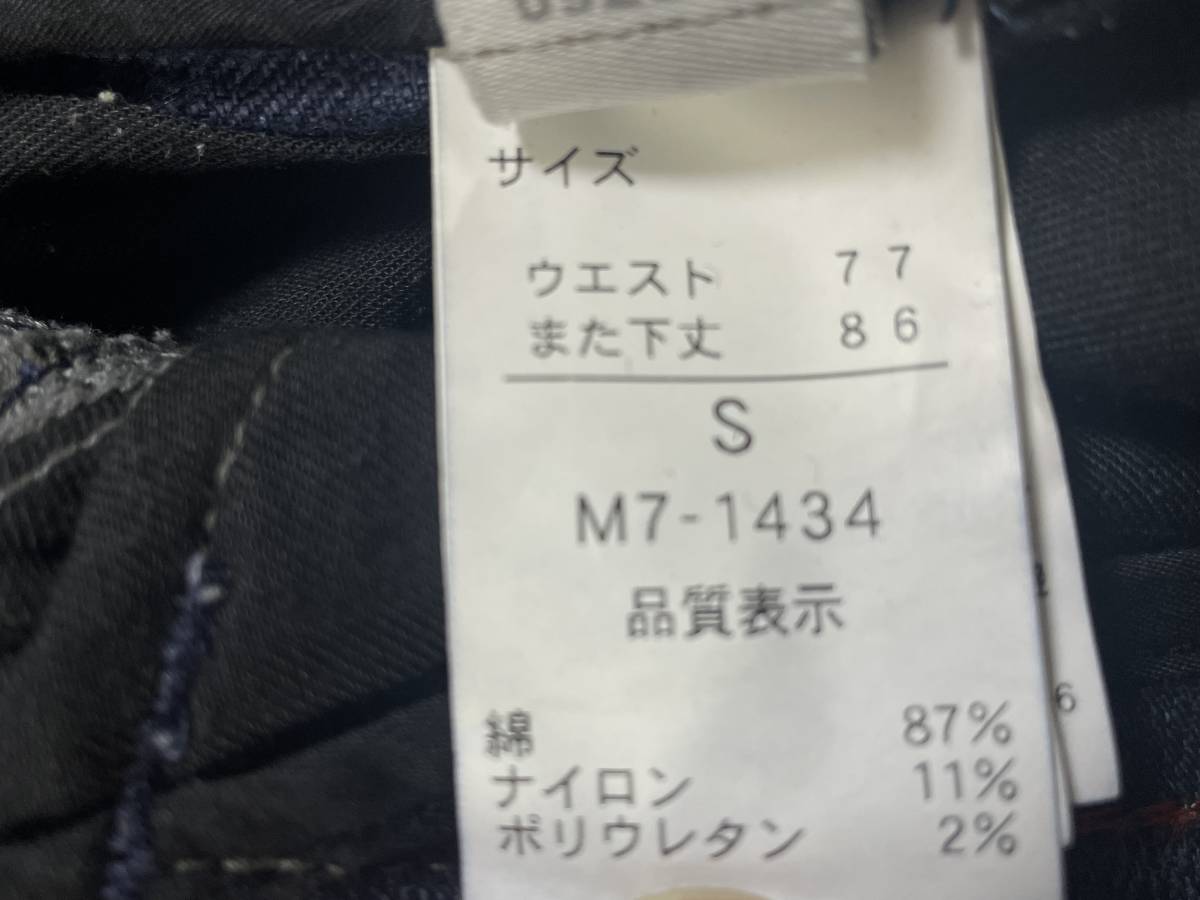 サイズ
ウエスト 77
また下丈 86
S
M7-1434
品質表示
綿 87%
ナイロン 11%
ポリウレタン 2%
6